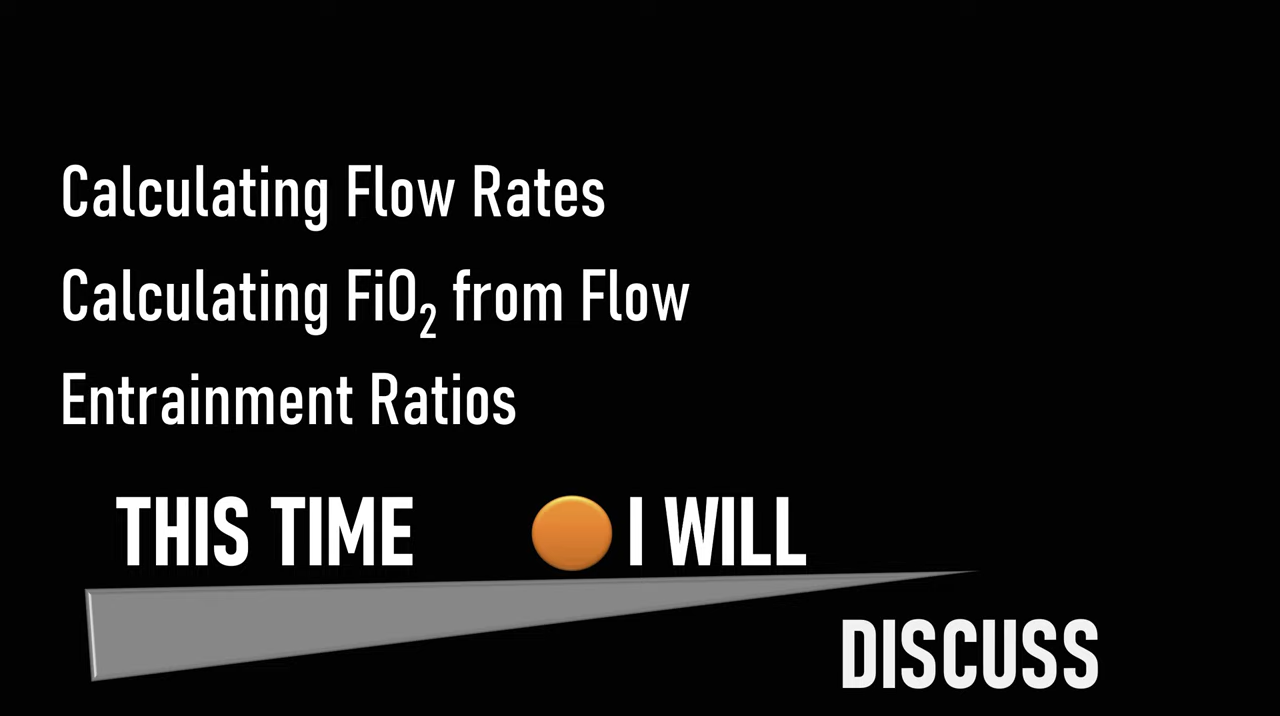 Calculating Flow Rates
Calculating FiO₂ from Flow
Entrainment Ratios
THIS TIME I WILL
DISCUSS